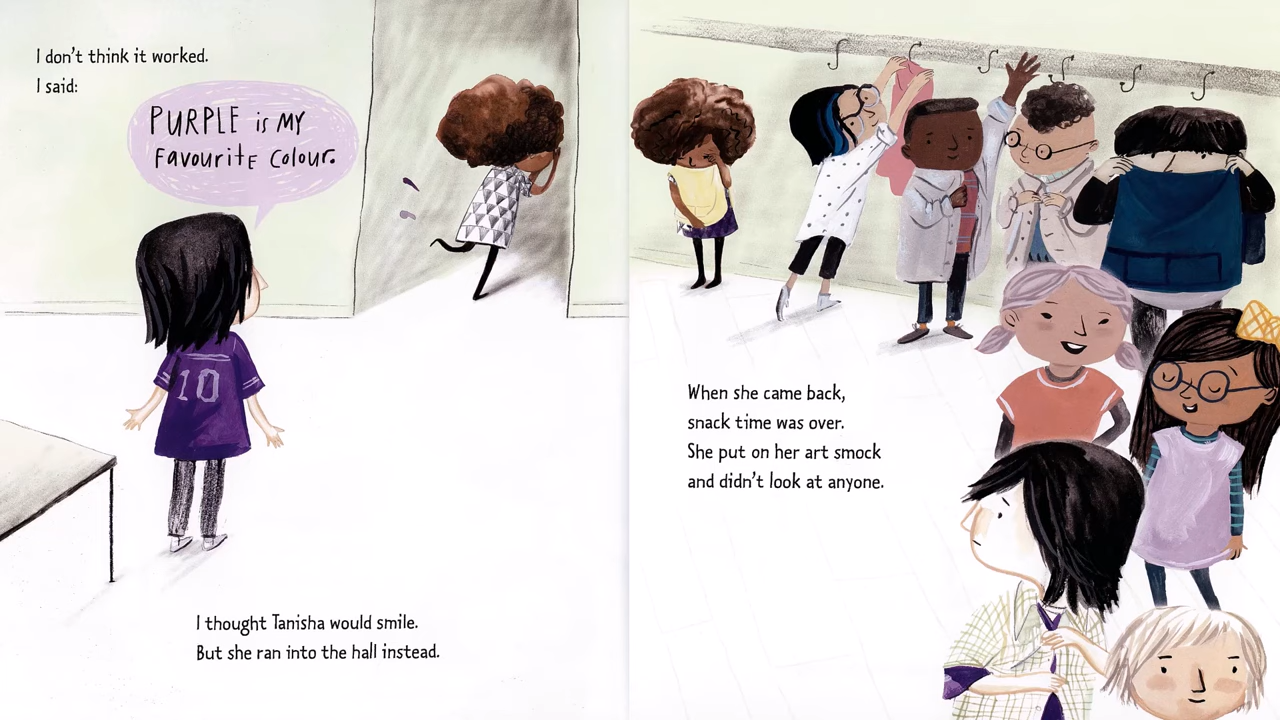 I don't think it worked.
I said:
PURPLE is MY
FavouritE Colour.
10
I thought Tanisha would smile.
But she ran into the hall instead.
When she came back,
snack time was over.
She put on her art smock
and didn't look at anyone.